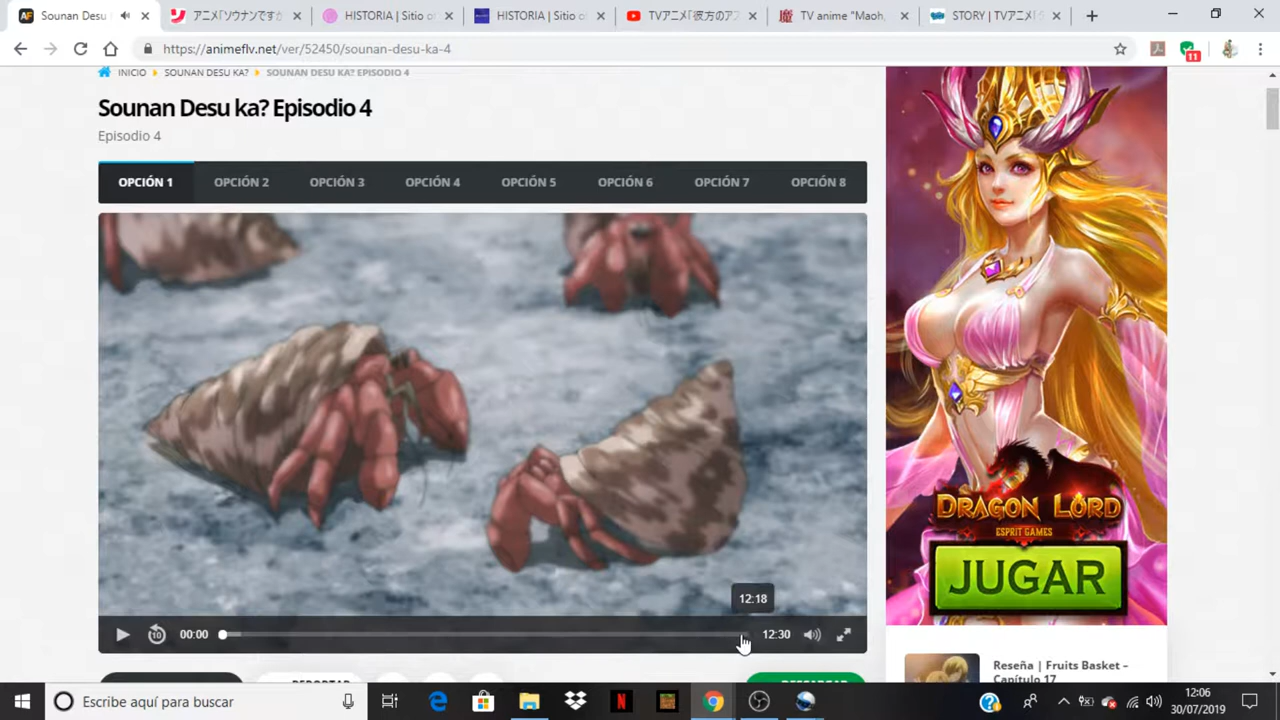 Sounan Desu
アニメ「ソウナンですか
HISTORIA | Sitio o
HISTORIA | Sitio o
TVアニメ「彼方のアス
TV anime "Maoh,
STORY | TVアニメ「
https://animeflv.net/ver/52450/sounan-desu-ka-4
11
INICIO SOUNAN DESU KA? SOUNAN DESU KA? EPISODIO 4
Sounan Desu ka? Episodio 4
Episodio 4
OPCIÓN 1 OPCIÓN 2 OPCIÓN 3 OPCIÓN 4 OPCIÓN 5 OPCIÓN 6 OPCIÓN 7 OPCIÓN 8
DRAGON LORD
ESPRIT GAMES
JUGAR
12:18
10 00:00 12:30
Reseña | Fruits Basket –
Capítulo 17
REPORTAR
DESCARGAR
Escribe aquí para buscar
12:06
30/07/2019